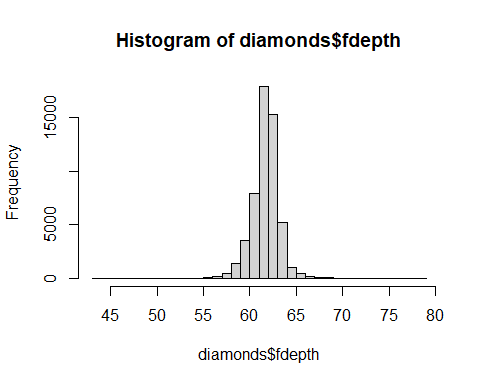 Histogram of diamonds$fdepth
Frequency
15000
5000
0
45 50 55 60 65 70 75 80
diamonds$fdepth